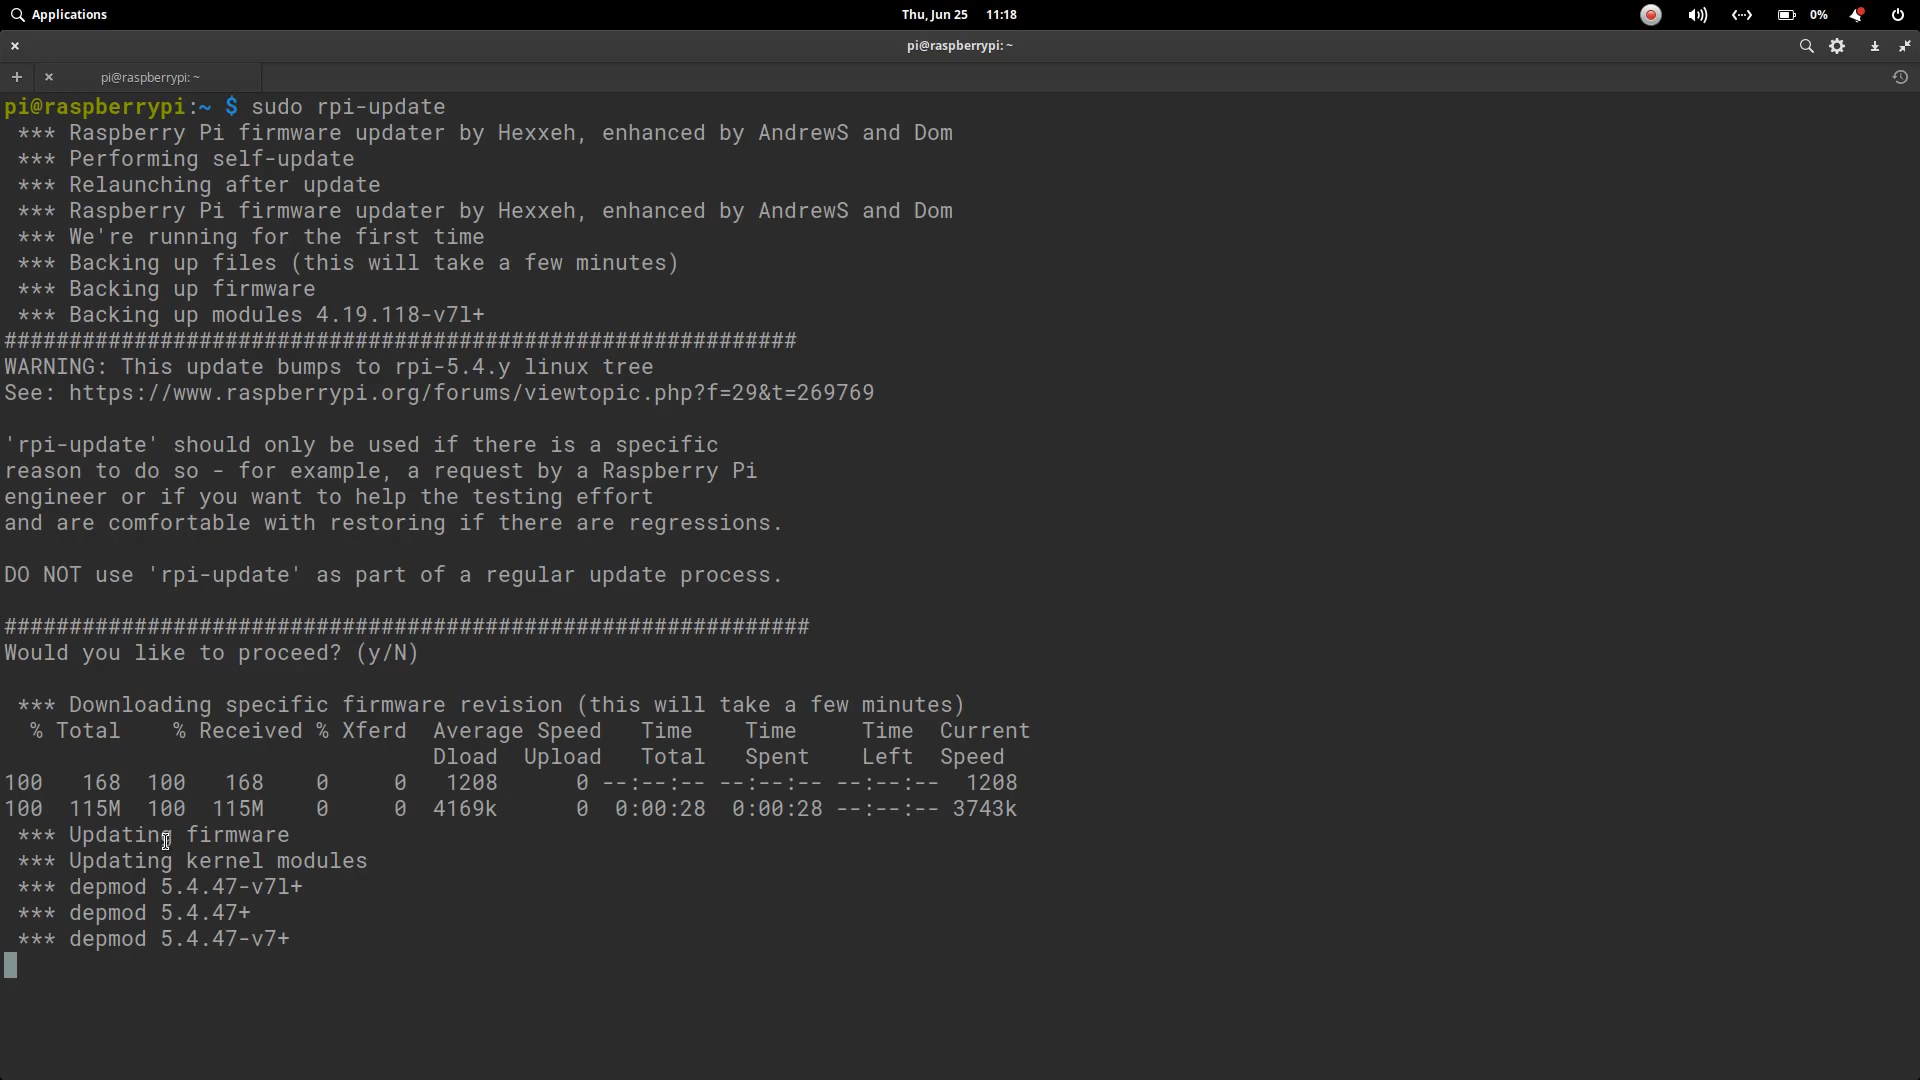 Applications
Thu, Jun 25 11:18
0%
pi@raspberrypi: ~
pi@raspberrypi: ~
pi@raspberrypi:~ $ sudo rpi-update
 *** Raspberry Pi firmware updater by Hexxeh, enhanced by AndrewS and Dom
 *** Performing self-update
 *** Relaunching after update
 *** Raspberry Pi firmware updater by Hexxeh, enhanced by AndrewS and Dom
 *** We're running for the first time
 *** Backing up files (this will take a few minutes)
 *** Backing up firmware
 *** Backing up modules 4.19.118-v7l+
#############################################################
WARNING: This update bumps to rpi-5.4.y linux tree
See: https://www.raspberrypi.org/forums/viewtopic.php?f=29&t=269769
'rpi-update' should only be used if there is a specific
reason to do so - for example, a request by a Raspberry Pi
engineer or if you want to help the testing effort
and are comfortable with restoring if there are regressions.
DO NOT use 'rpi-update' as part of a regular update process.
##############################################################
Would you like to proceed? (y/N)
 *** Downloading specific firmware revision (this will take a few minutes)
  % Total    % Received % Xferd  Average Speed   Time    Time     Time  Current
                                 Dload  Upload   Total   Spent    Left  Speed
100   168  100   168    0     0   1208      0 --:--:-- --:--:-- --:--:--  1208
100  115M  100  115M    0     0  4169k      0  0:00:28  0:00:28 --:--:-- 3743k
 *** Updating firmware
 *** Updating kernel modules
 *** depmod 5.4.47-v7l+
 *** depmod 5.4.47+
 *** depmod 5.4.47-v7+